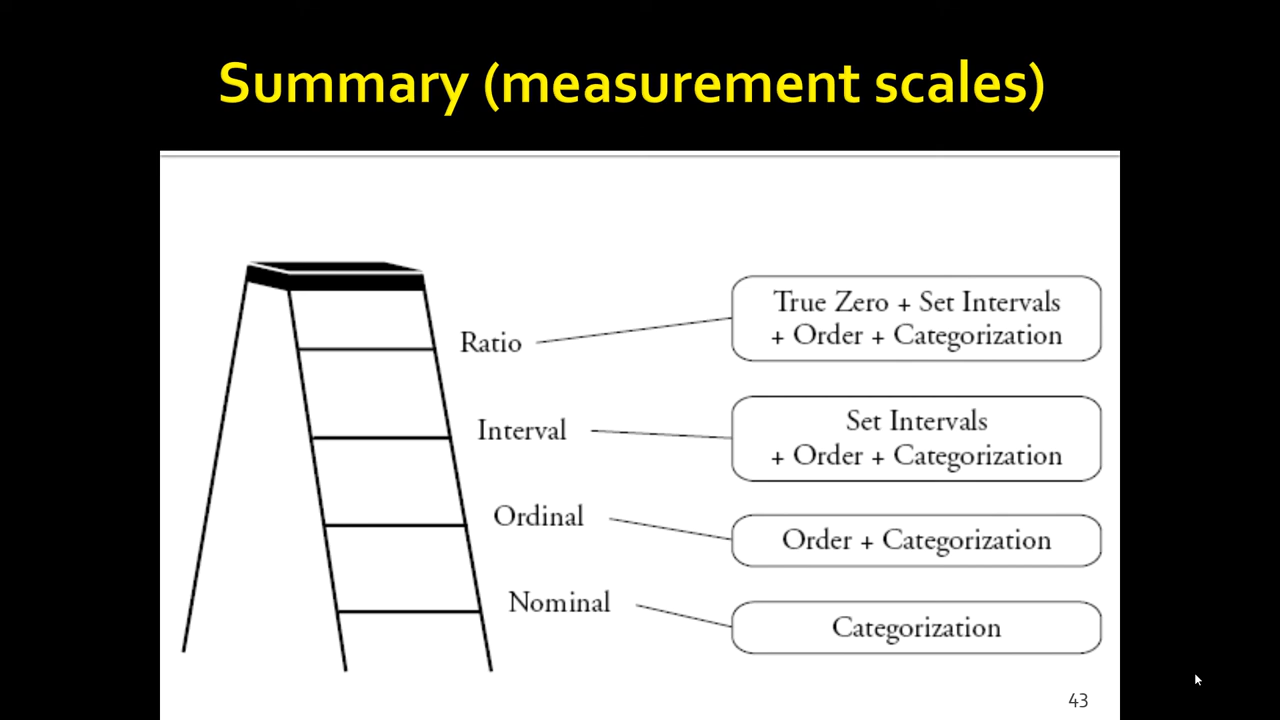 Summary (measurement scales)
Ratio
True Zero + Set Intervals
+ Order + Categorization
Interval
Set Intervals
+ Order + Categorization
Ordinal
Order + Categorization
Nominal
Categorization
43